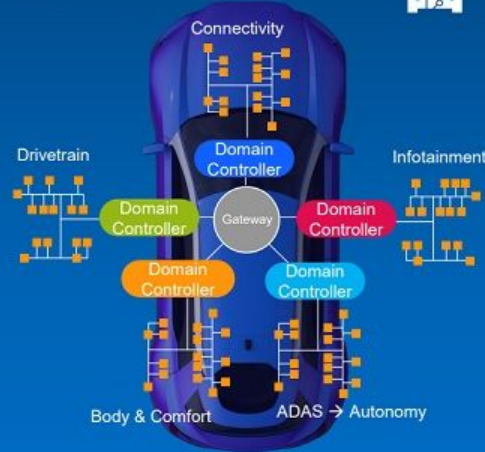 Connectivity
Domain
Controller
Drivetrain
Infotainment
Domain
Controller
Gateway
Domain
Controller
Domain
Controller
Domain
Controller
Body & Comfort
ADAS → Autonomy